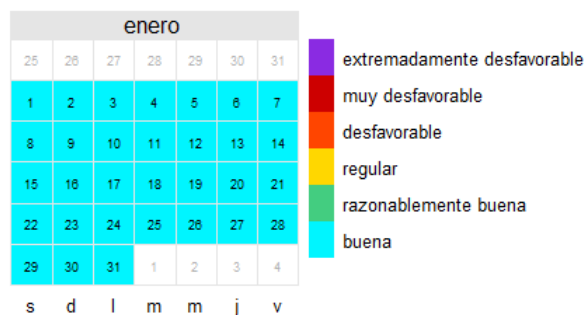 enero
25 26 27 28 29 30 31
1 2 3 4 5 6 7
8 9 10 11 12 13 14
15 16 17 18 19 20 21
22 23 24 25 26 27 28
29 30 31 1 2 3 4
s d l m m j v
extremadamente desfavorable
muy desfavorable
desfavorable
regular
razonablemente buena
buena